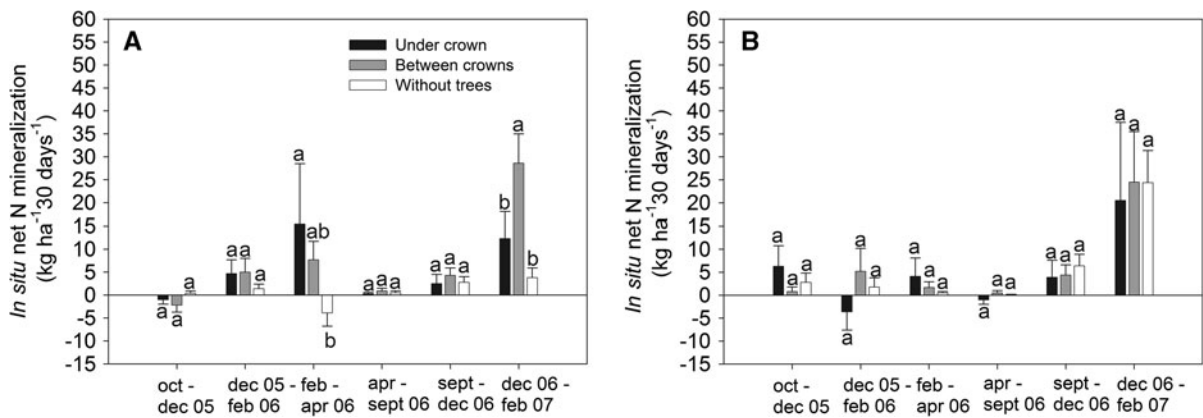 A
Under crown
Between crowns
Without trees
In situ net N mineralization
(kg ha⁻¹30 days⁻¹)
60
55
50
45
40
35
30
25
20
15
10
5
0
-5
-10
-15
a a a
a a a
a ab b
a a a
a a a
b a b
oct - dec 05 - feb - apr - sept - dec 06 -
dec 05 feb 06 apr 06 sept 06 dec 06 feb 07
B
In situ net N mineralization
(kg ha⁻¹30 days⁻¹)
60
55
50
45
40
35
30
25
20
15
10
5
0
-5
-10
-15
a a a
a a a
a a a
a a a
a a a
a a a
oct - dec 05 - feb - apr - sept - dec 06 -
dec 05 feb 06 apr 06 sept 06 dec 06 feb 07